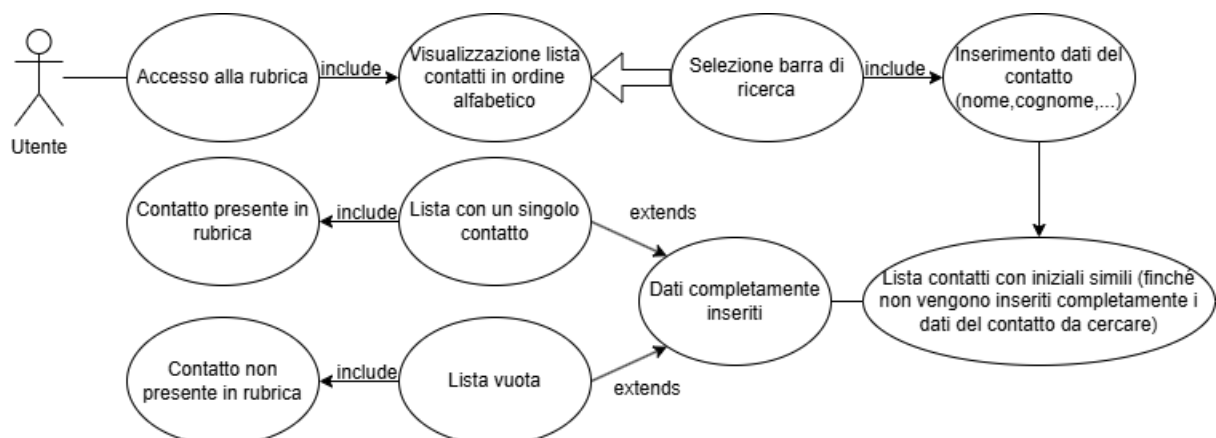 Utente
Accesso alla rubrica
include
Visualizzazione lista
contatti in ordine
alfabetico
Selezione barra di
ricerca
include
Inserimento dati del
contatto
(nome,cognome,...)
Contatto presente in
rubrica
include
Lista con un singolo
contatto
extends
Dati completamente
inseriti
Lista contatti con iniziali simili (finché
non vengono inseriti completamente i
dati del contatto da cercare)
Contatto non
presente in rubrica
include
Lista vuota
extends